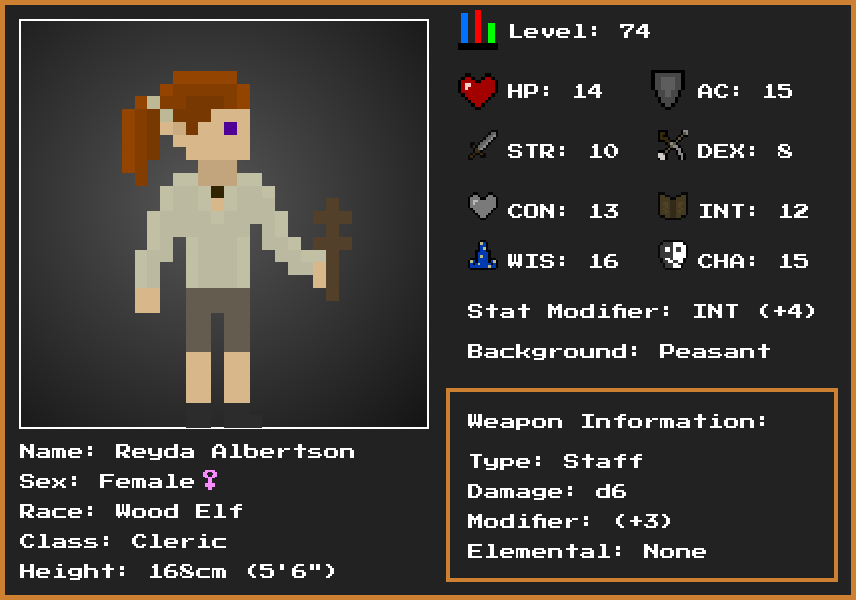 Level: 74
HP: 14
AC: 15
STR: 10
DEX: 8
CON: 13
INT: 12
WIS: 16
CHA: 15
Stat Modifier: INT (+4)
Background: Peasant
Weapon Information:
Type: Staff
Damage: d6
Modifier: (+3)
Elemental: None
Name: Reyda Albertson
Sex: Female♀
Race: Wood Elf
Class: Cleric
Height: 168cm (5'6")